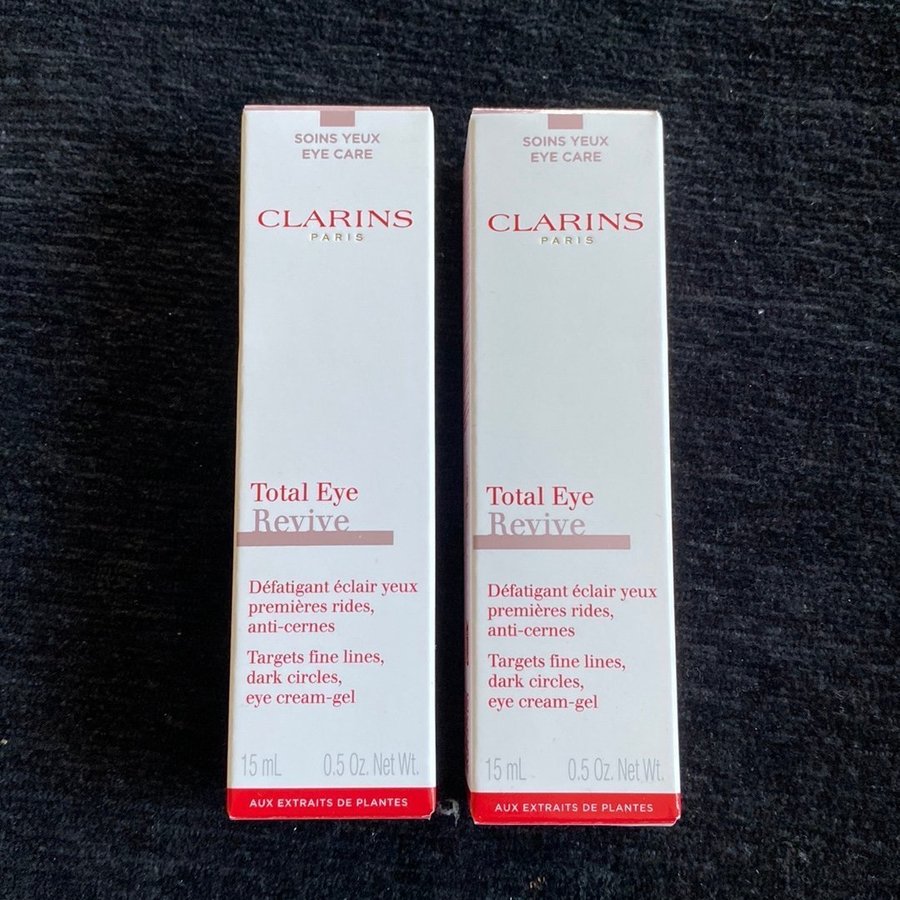 SOINS YEUX
EYE CARE
CLARINS
PARIS
Total Eye
Revive
Défatigant éclair yeux
premières rides,
anti-cernes
Targets fine lines,
dark circles,
eye cream-gel
15 mL 0.5 Oz. Net Wt.
AUX EXTRAITS DE PLANTES
SOINS YEUX
EYE CARE
CLARINS
PARIS
Total Eye
Revive
Défatigant éclair yeux
premières rides,
anti-cernes
Targets fine lines,
dark circles,
eye cream-gel
15 mL 0.5 Oz. Net Wt.
AUX EXTRAITS DE PLANTES